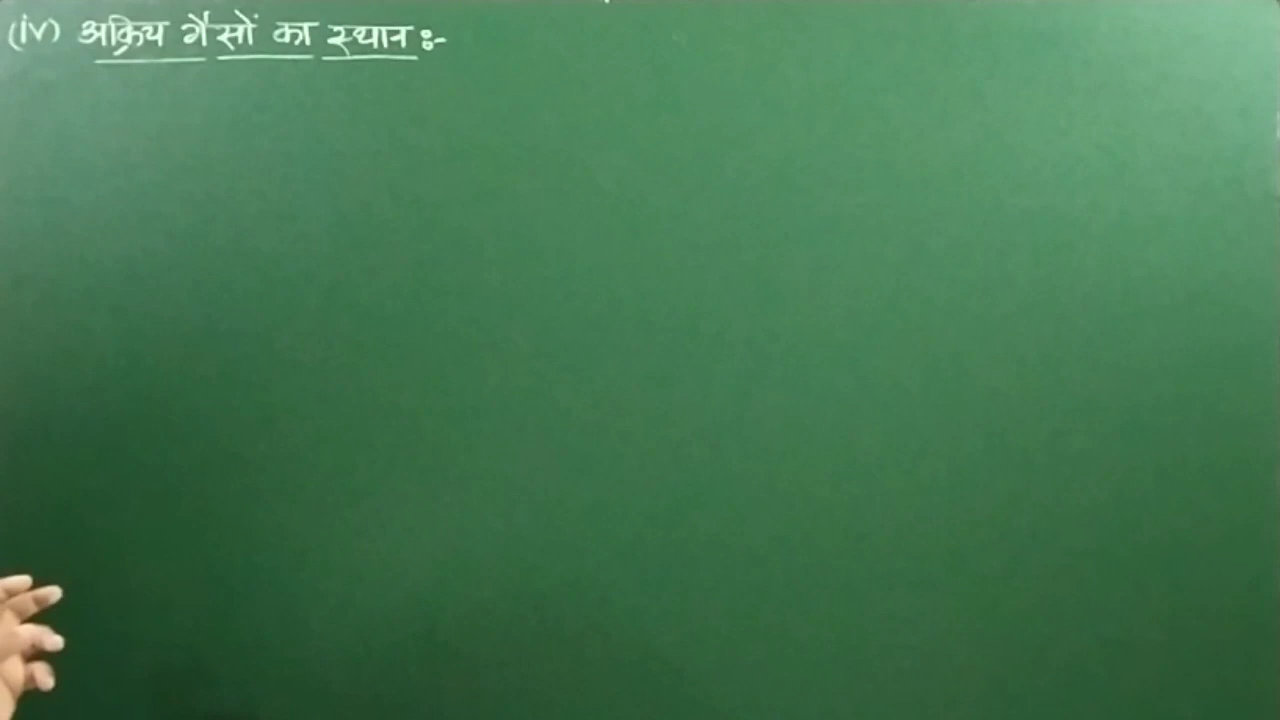 (iv) अक्रिय गैसों का स्थान :-